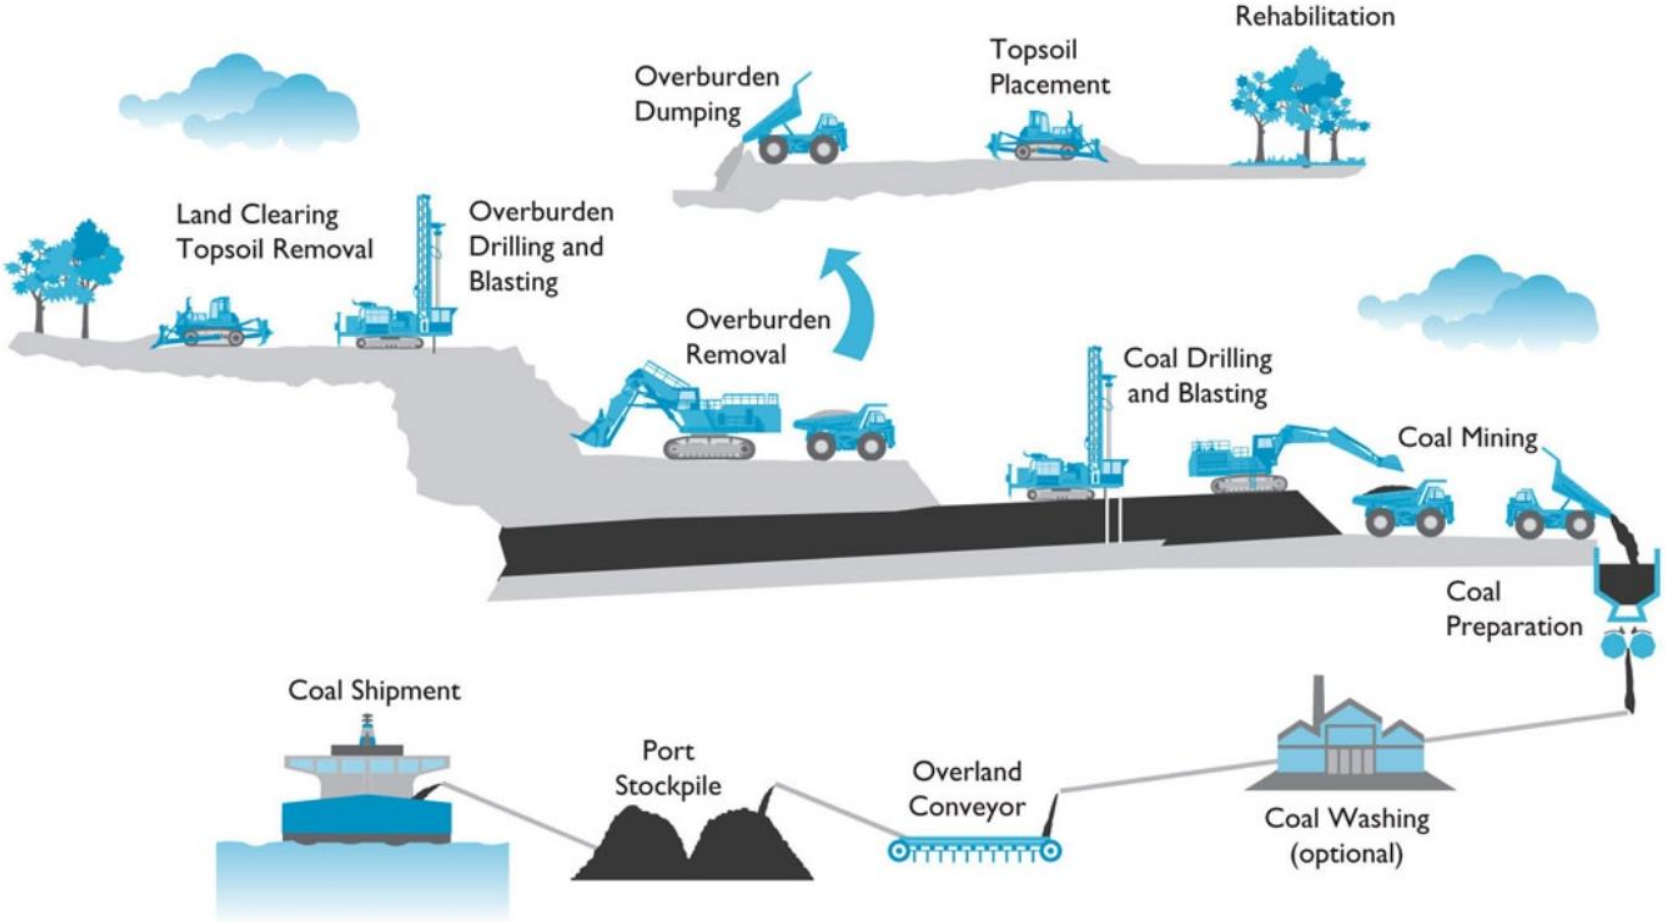 Rehabilitation
Topsoil
Placement
Overburden
Dumping
Land Clearing
Topsoil Removal
Overburden
Drilling and
Blasting
Overburden
Removal
Coal Drilling
and Blasting
Coal Mining
Coal
Preparation
Coal Shipment
Port
Stockpile
Overland
Conveyor
Coal Washing
(optional)